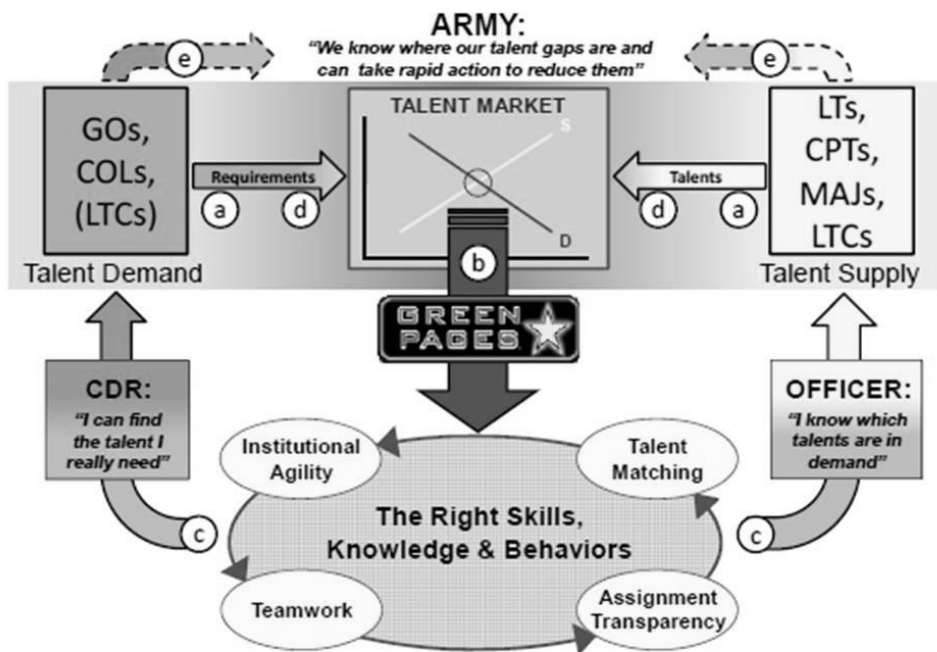 ARMY:
“We know where our talent gaps are and
can take rapid action to reduce them”
e
e
GOs,
COLs,
(LTCs)
Talent Demand
Requirements
a
d
TALENT MARKET
S
D
b
Talents
d
a
LTs,
CPTs,
MAJs,
LTCs
Talent Supply
GREEN
PAGES
CDR:
“I can find
the talent I
really need”
c
OFFICER:
“I know which
talents are in
demand”
c
Institutional
Agility
Talent
Matching
The Right Skills,
Knowledge & Behaviors
Teamwork
Assignment
Transparency